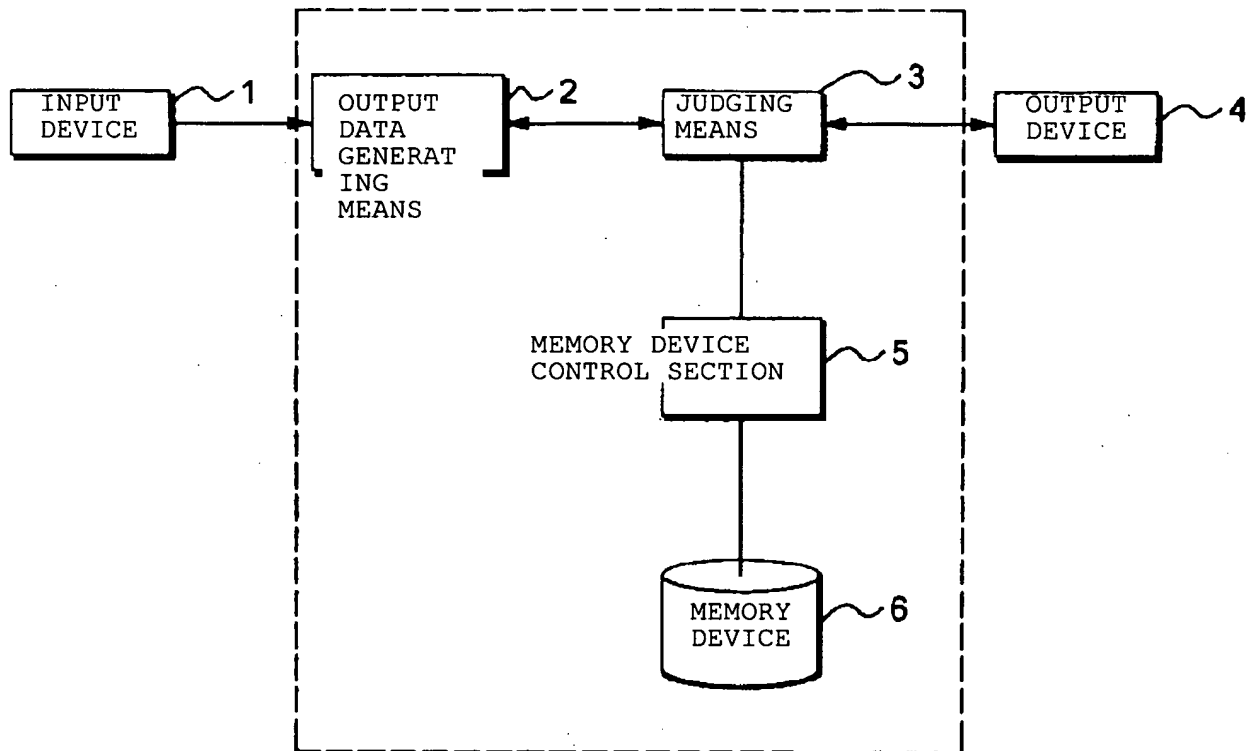 INPUT
DEVICE
1
OUTPUT
DATA
GENERAT
ING
MEANS
2
JUDGING
MEANS
3
OUTPUT
DEVICE
4
MEMORY DEVICE
CONTROL SECTION
5
MEMORY
DEVICE
6